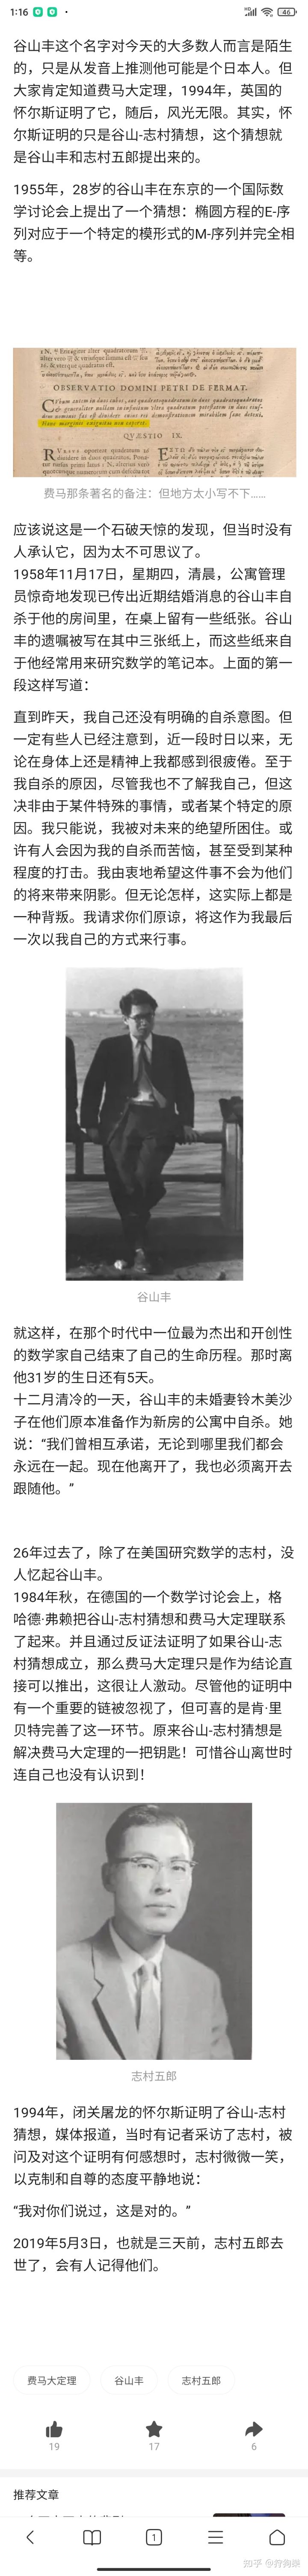 1:16
46
谷山丰这个名字对今天的大多数人而言是陌生
的，只是从发音上推测他可能是个日本人。但
大家肯定知道费马大定理，1994年，英国的
怀尔斯证明了它，随后，风光无限。其实，怀
尔斯证明的只是谷山-志村猜想，这个猜想就
是谷山丰和志村五郎提出来的。
1955年，28岁的谷山丰在东京的一个国际数
学讨论会上提出了一个猜想：椭圆方程的E-序
列对应于一个特定的模形式的M-序列并完全相
等。
OBSERVATIO DOMINI PETRI DE FERMAT.
QVÆSTIO IX.
费马那条著名的备注：但地方太小写不下……
应该说这是一个石破天惊的发现，但当时没有
人承认它，因为太不可思议了。
1958年11月17日，星期四，清晨，公寓管理
员惊奇地发现已传出近期结婚消息的谷山丰自
杀于他的房间里，在桌上留有一些纸张。谷山
丰的遗嘱被写在其中三张纸上，而这些纸来自
于他经常用来研究数学的笔记本。上面的第一
段这样写道：
直到昨天，我自己还没有明确的自杀意图。但
一定有些人已经注意到，近一段时日以来，无
论在身体上还是精神上我都感到很疲倦。至于
我自杀的原因，尽管我也不了解我自己，但这
决非由于某件特殊的事情，或者某个特定的原
因。我只能说，我被对未来的绝望所困住。或
许有人会因为我的自杀而苦恼，甚至受到某种
程度的打击。我由衷地希望这件事不会为他们
的将来带来阴影。但无论怎样，这实际上都是
一种背叛。我请求你们原谅，将这作为我最后
一次以我自己的方式来行事。
谷山丰
就这样，在那个时代中一位最为杰出和开创性
的数学家自己结束了自己的生命历程。那时离
他31岁的生日还有5天。
十二月清冷的一天，谷山丰的未婚妻铃木美沙
子在他们原本准备作为新房的公寓中自杀。她
说：“我们曾相互承诺，无论到哪里我们都会
永远在一起。现在他离开了，我也必须离开去
跟随他。”
26年过去了，除了在美国研究数学的志村，没
人忆起谷山丰。
1984年秋，在德国的一个数学讨论会上，格
哈德·弗赖把谷山-志村猜想和费马大定理联系
了起来。并且通过反证法证明了如果谷山-志
村猜想成立，那么费马大定理只是作为结论直
接可以推出，这很让人激动。尽管他的证明中
有一个重要的链被忽视了，但可喜的是肯·里
贝特完善了这一环节。原来谷山-志村猜想是
解决费马大定理的一把钥匙！可惜谷山离世时
连自己也没有认识到！
志村五郎
1994年，闭关屠龙的怀尔斯证明了谷山-志村
猜想，媒体报道，当时有记者采访了志村，被
问及对这个证明有何感想时，志村微微一笑，
以克制和自尊的态度平静地说：
“我对你们说过，这是对的。”
2019年5月3日，也就是三天前，志村五郎去
世了，会有人记得他们。
费马大定理 谷山丰 志村五郎
19 17 6
推荐文章
1